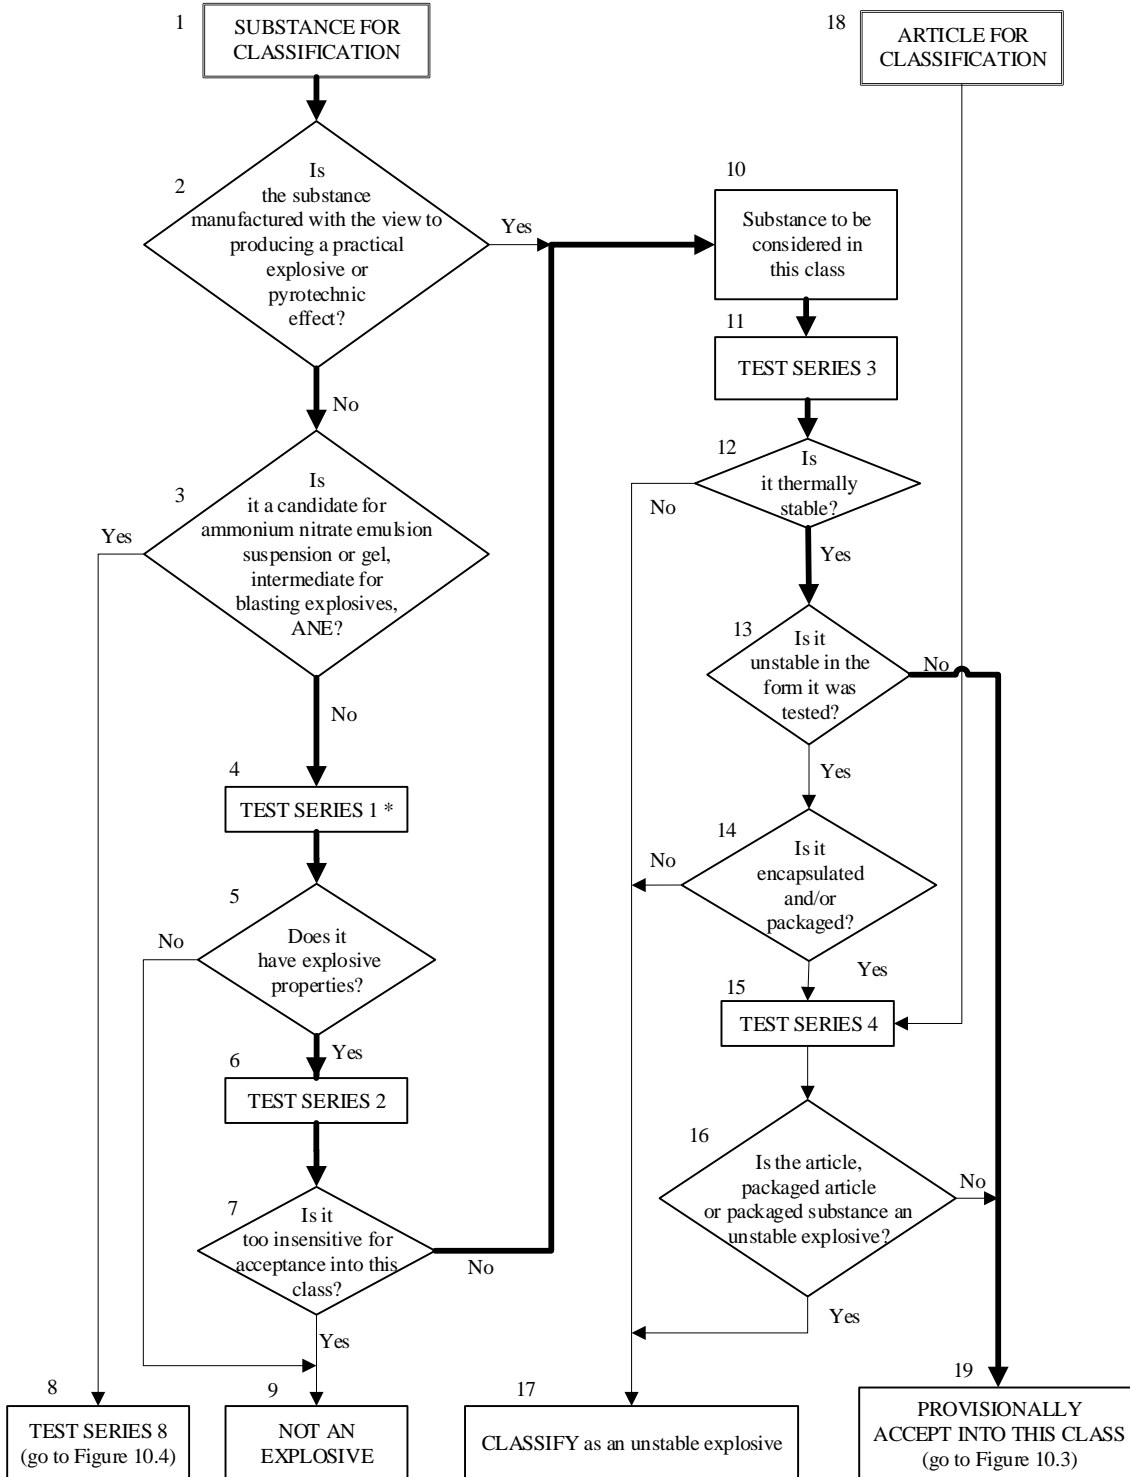 1
SUBSTANCE FOR
CLASSIFICATION
2
Is
the substance
manufactured with the view to
producing a practical
explosive or
pyrotechnic
effect?
Yes
No
3
Is
it a candidate for
ammonium nitrate emulsion
suspension or gel,
intermediate for
blasting explosives,
ANE?
Yes
No
4
TEST SERIES 1 *
5
Does it
have explosive
properties?
No
Yes
6
TEST SERIES 2
7
Is it
too insensitive for
acceptance into this
class?
No
Yes
8
TEST SERIES 8
(go to Figure 10.4)
9
NOT AN
EXPLOSIVE
10
Substance to be
considered in
this class
11
TEST SERIES 3
12
Is
it thermally
stable?
No
Yes
13
Is it
unstable in the
form it was
tested?
No
Yes
14
Is it
encapsulated
and/or
packaged?
No
Yes
15
TEST SERIES 4
16
Is the article,
packaged article
or packaged substance an
unstable explosive?
No
Yes
17
CLASSIFY as an unstable explosive
18
ARTICLE FOR
CLASSIFICATION
19
PROVISIONALLY
ACCEPT INTO THIS CLASS
(go to Figure 10.3)